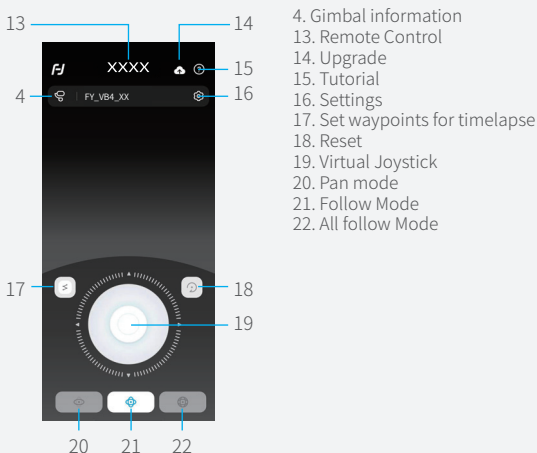 13
14
4. Gimbal information
13. Remote Control
14. Upgrade
15. Tutorial
16. Settings
17. Set waypoints for timelapse
18. Reset
19. Virtual Joystick
20. Pan mode
21. Follow Mode
22. All follow Mode
XXXX
?
15
4
FY_VB4_XX
16
17
18
19
20
21
22